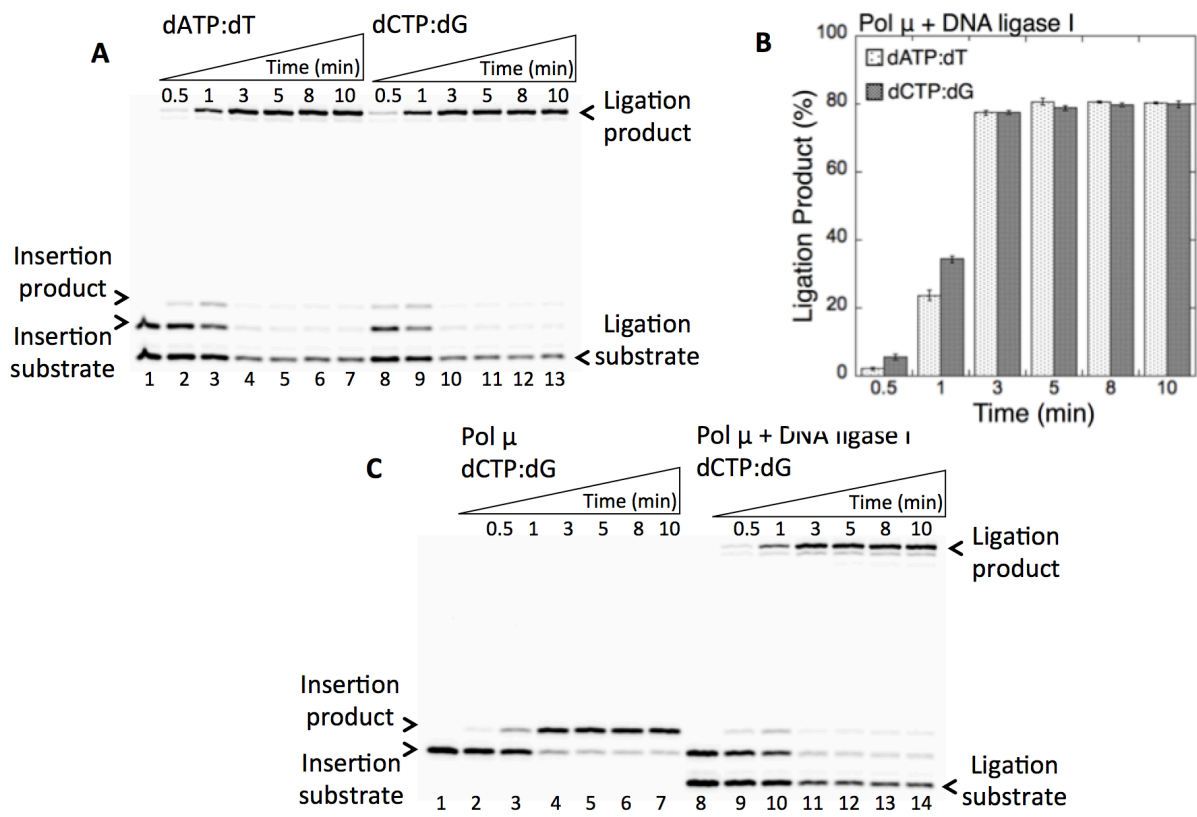 A
dATP:dT
dCTP:dG
Time (min)
Time (min)
0.5 1 3 5 8 10
0.5 1 3 5 8 10
Ligation
product
Insertion
product
Insertion
substrate
Ligation
substrate
1 2 3 4 5 6 7 8 9 10 11 12 13
B
Pol µ + DNA ligase I
dATP:dT
dCTP:dG
Ligation Product (%)
100
80
60
40
20
0
0.5 1 3 5 8 10
Time (min)
C
Pol µ
dCTP:dG
Pol µ + DNA ligase I
dCTP:dG
Time (min)
Time (min)
0.5 1 3 5 8 10
0.5 1 3 5 8 10
Ligation
product
Insertion
product
Insertion
substrate
Ligation
substrate
1 2 3 4 5 6 7 8 9 10 11 12 13 14